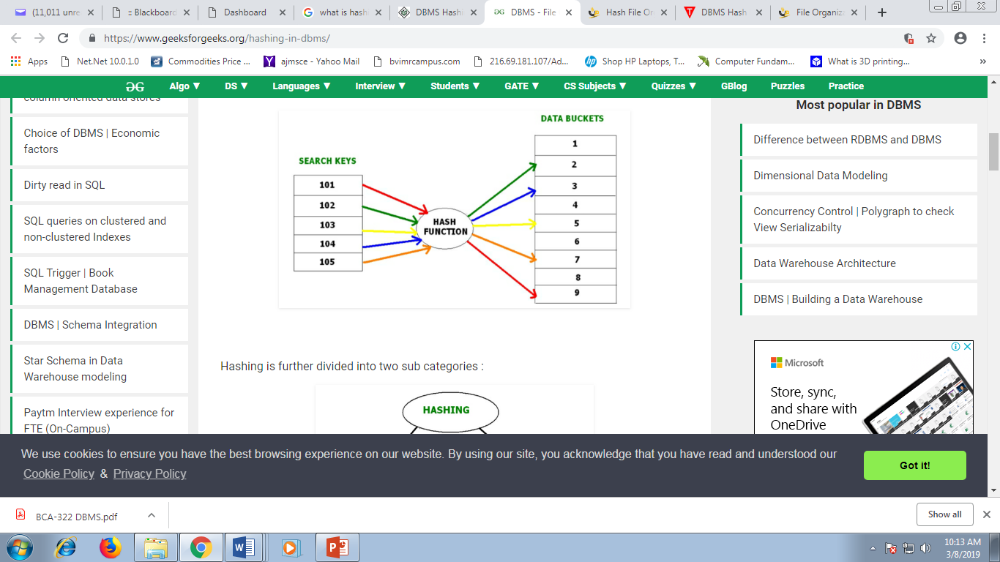 (11,011 unre
:: Blackboard
Dashboard
what is hash
DBMS Hashi
DBMS - File
Hash File Or
DBMS Hash
File Organiza
https://www.geeksforgeeks.org/hashing-in-dbms/
Apps
Net.Net 10.0.1.0
Commodities Price ...
ajmsce - Yahoo Mail
bvimrcampus.com
216.69.181.107/Ad...
Shop HP Laptops, T...
Computer Fundam...
What is 3D printing...
»
Algo ▼
DS ▼
Languages ▼
Interview ▼
Students ▼
GATE ▼
CS Subjects ▼
Quizzes ▼
GBlog
Puzzles
Practice
column oriented data stores
Choice of DBMS | Economic
factors
Dirty read in SQL
SQL queries on clustered and
non-clustered Indexes
SQL Trigger | Book
Management Database
DBMS | Schema Integration
Star Schema in Data
Warehouse modeling
Paytm Interview experience for
FTE (On-Campus)
DATA BUCKETS
1
2
3
4
5
6
7
8
9
SEARCH KEYS
101
102
103
104
105
HASH
FUNCTION
Hashing is further divided into two sub categories :
HASHING
Most popular in DBMS
Difference between RDBMS and DBMS
Dimensional Data Modeling
Concurrency Control | Polygraph to check
View Serializabilty
Data Warehouse Architecture
DBMS | Building a Data Warehouse
Microsoft
Store, sync,
and share with
OneDrive
We use cookies to ensure you have the best browsing experience on our website. By using our site, you acknowledge that you have read and understood our
Cookie Policy & Privacy Policy
Got it!
BCA-322 DBMS.pdf
Show all
10:13 AM
3/8/2019